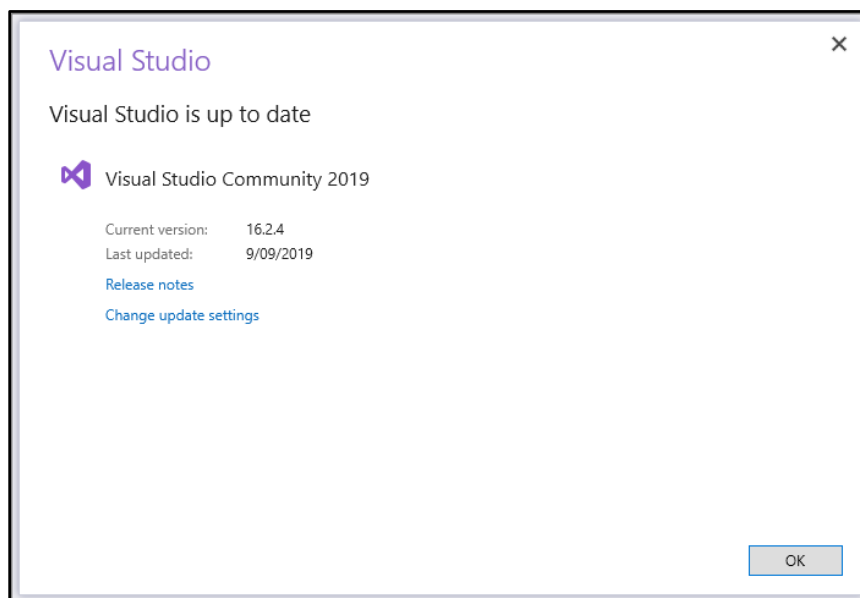 Visual Studio
Visual Studio is up to date
Visual Studio Community 2019
Current version: 16.2.4
Last updated: 9/09/2019
Release notes
Change update settings
OK